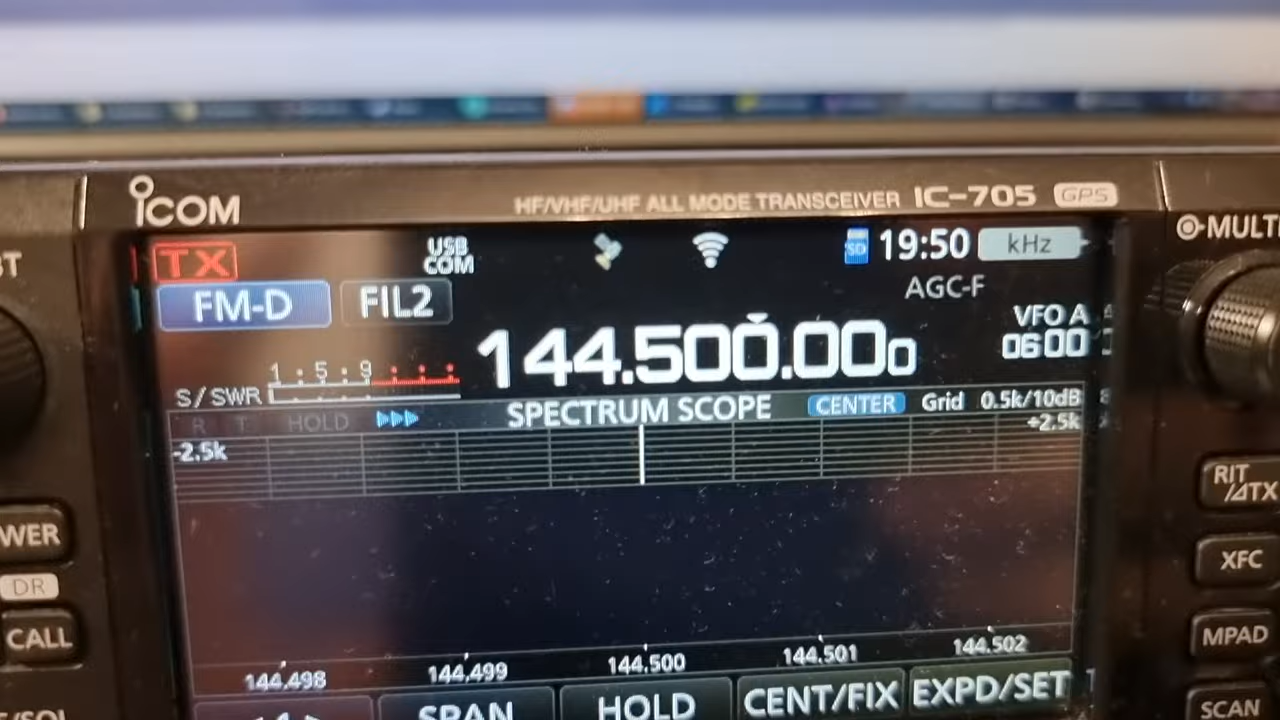 ICOM
HF/VHF/UHF ALL MODE TRANSCEIVER IC-705 GPS
MULTI
TX
USB COM
SD 19:50 kHz
FM-D FIL2
AGC-F
144.500.000
VFO A
0600
1 : 5 : 9 : : :
S/SWR
R T HOLD
SPECTRUM SCOPE
CENTER Grid 0.5k/10dB
-2.5k
+2.5k
RIT
/ΔTX
WER
XFC
DR
CALL
MPAD
144.498 144.499 144.500 144.501 144.502
SPAN HOLD CENT/FIX EXPD/SET
SCAN